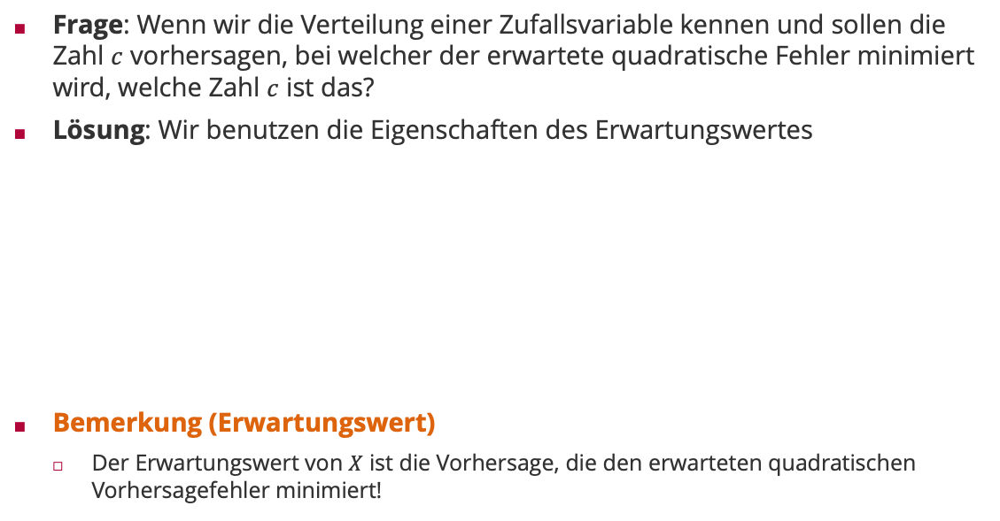 Frage: Wenn wir die Verteilung einer Zufallsvariable kennen und sollen die
Zahl c vorhersagen, bei welcher der erwartete quadratische Fehler minimiert
wird, welche Zahl c ist das?
Lösung: Wir benutzen die Eigenschaften des Erwartungswertes
Bemerkung (Erwartungswert)
Der Erwartungswert von X ist die Vorhersage, die den erwarteten quadratischen
Vorhersagefehler minimiert!